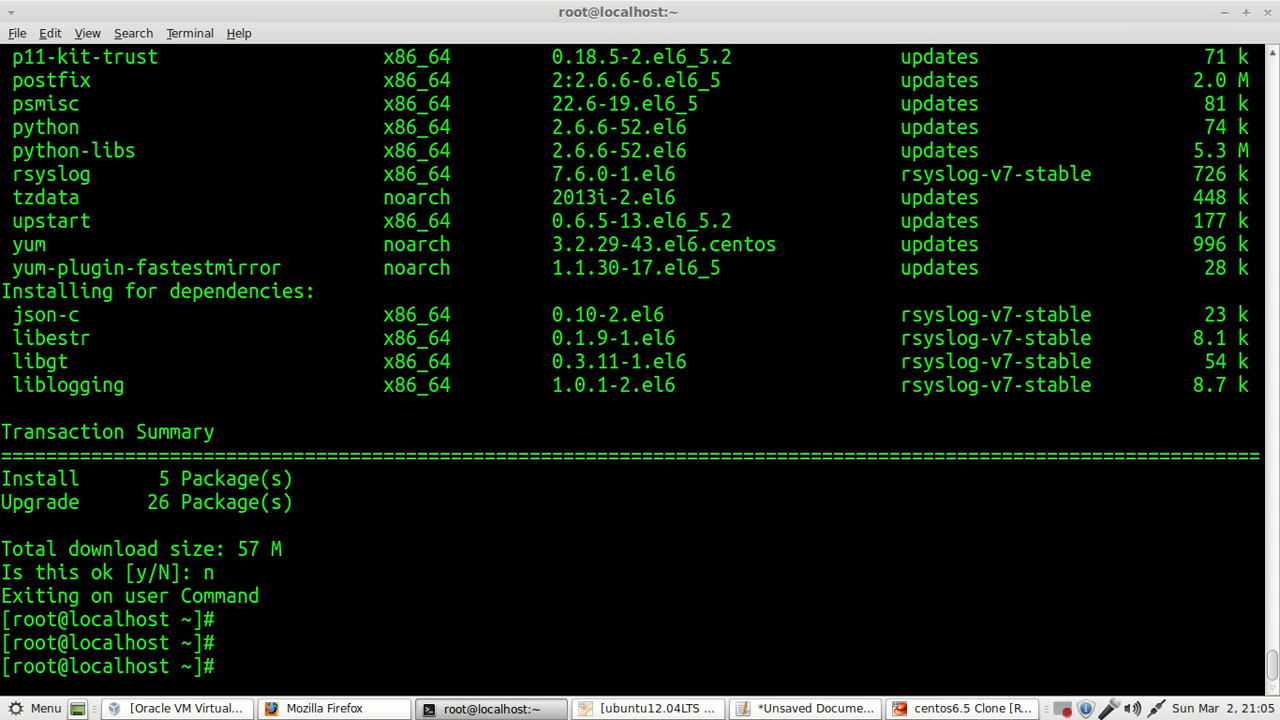 root@localhost:~
File Edit View Search Terminal Help
p11-kit-trust x86_64 0.18.5-2.el6_5.2 updates 71 k
postfix x86_64 2:2.6.6-6.el6_5 updates 2.0 M
psmisc x86_64 22.6-19.el6_5 updates 81 k
python x86_64 2.6.6-52.el6 updates 74 k
python-libs x86_64 2.6.6-52.el6 updates 5.3 M
rsyslog x86_64 7.6.0-1.el6 rsyslog-v7-stable 726 k
tzdata noarch 2013i-2.el6 updates 448 k
upstart x86_64 0.6.5-13.el6_5.2 updates 177 k
yum noarch 3.2.29-43.el6.centos updates 996 k
yum-plugin-fastestmirror noarch 1.1.30-17.el6_5 updates 28 k
Installing for dependencies:
json-c x86_64 0.10-2.el6 rsyslog-v7-stable 23 k
libestr x86_64 0.1.9-1.el6 rsyslog-v7-stable 8.1 k
libgt x86_64 0.3.11-1.el6 rsyslog-v7-stable 54 k
liblogging x86_64 1.0.1-2.el6 rsyslog-v7-stable 8.7 k
Transaction Summary
================================================================================================================
Install 5 Package(s)
Upgrade 26 Package(s)
Total download size: 57 M
Is this ok [y/N]: n
Exiting on user Command
[root@localhost ~]#
[root@localhost ~]#
[root@localhost ~]#
Menu [Oracle VM Virtual... Mozilla Firefox root@localhost:~ [ubuntu12.04LTS ... *Unsaved Docume... centos6.5 Clone [R... Sun Mar 2, 21:05